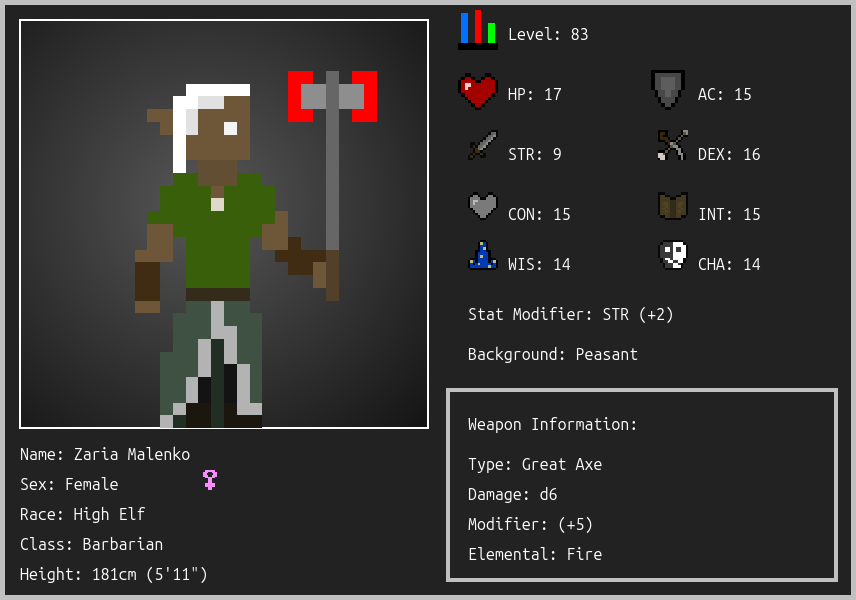 Level: 83
HP: 17
AC: 15
STR: 9
DEX: 16
CON: 15
INT: 15
WIS: 14
CHA: 14
Stat Modifier: STR (+2)
Background: Peasant
Weapon Information:
Type: Great Axe
Damage: d6
Modifier: (+5)
Elemental: Fire
Name: Zaria Malenko
Sex: Female
Race: High Elf
Class: Barbarian
Height: 181cm (5'11")